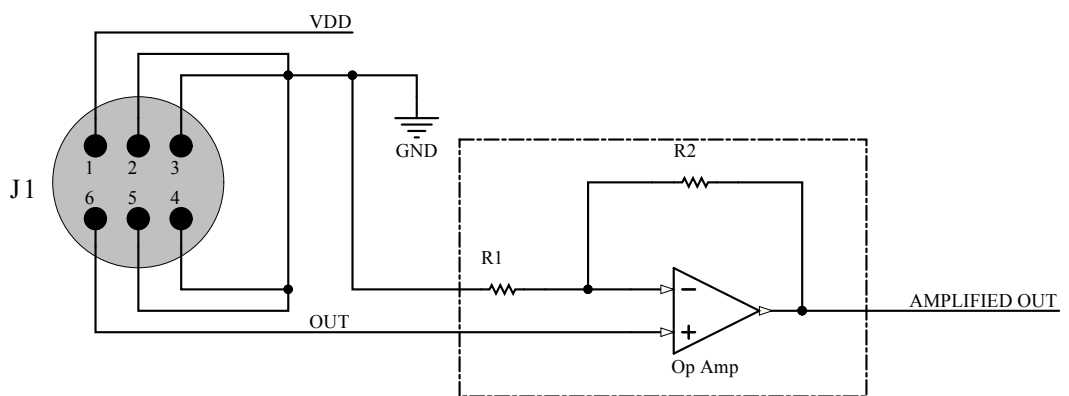 VDD
GND
J1
1 2 3
6 5 4
R2
R1
OUT
AMPLIFIED OUT
Op Amp